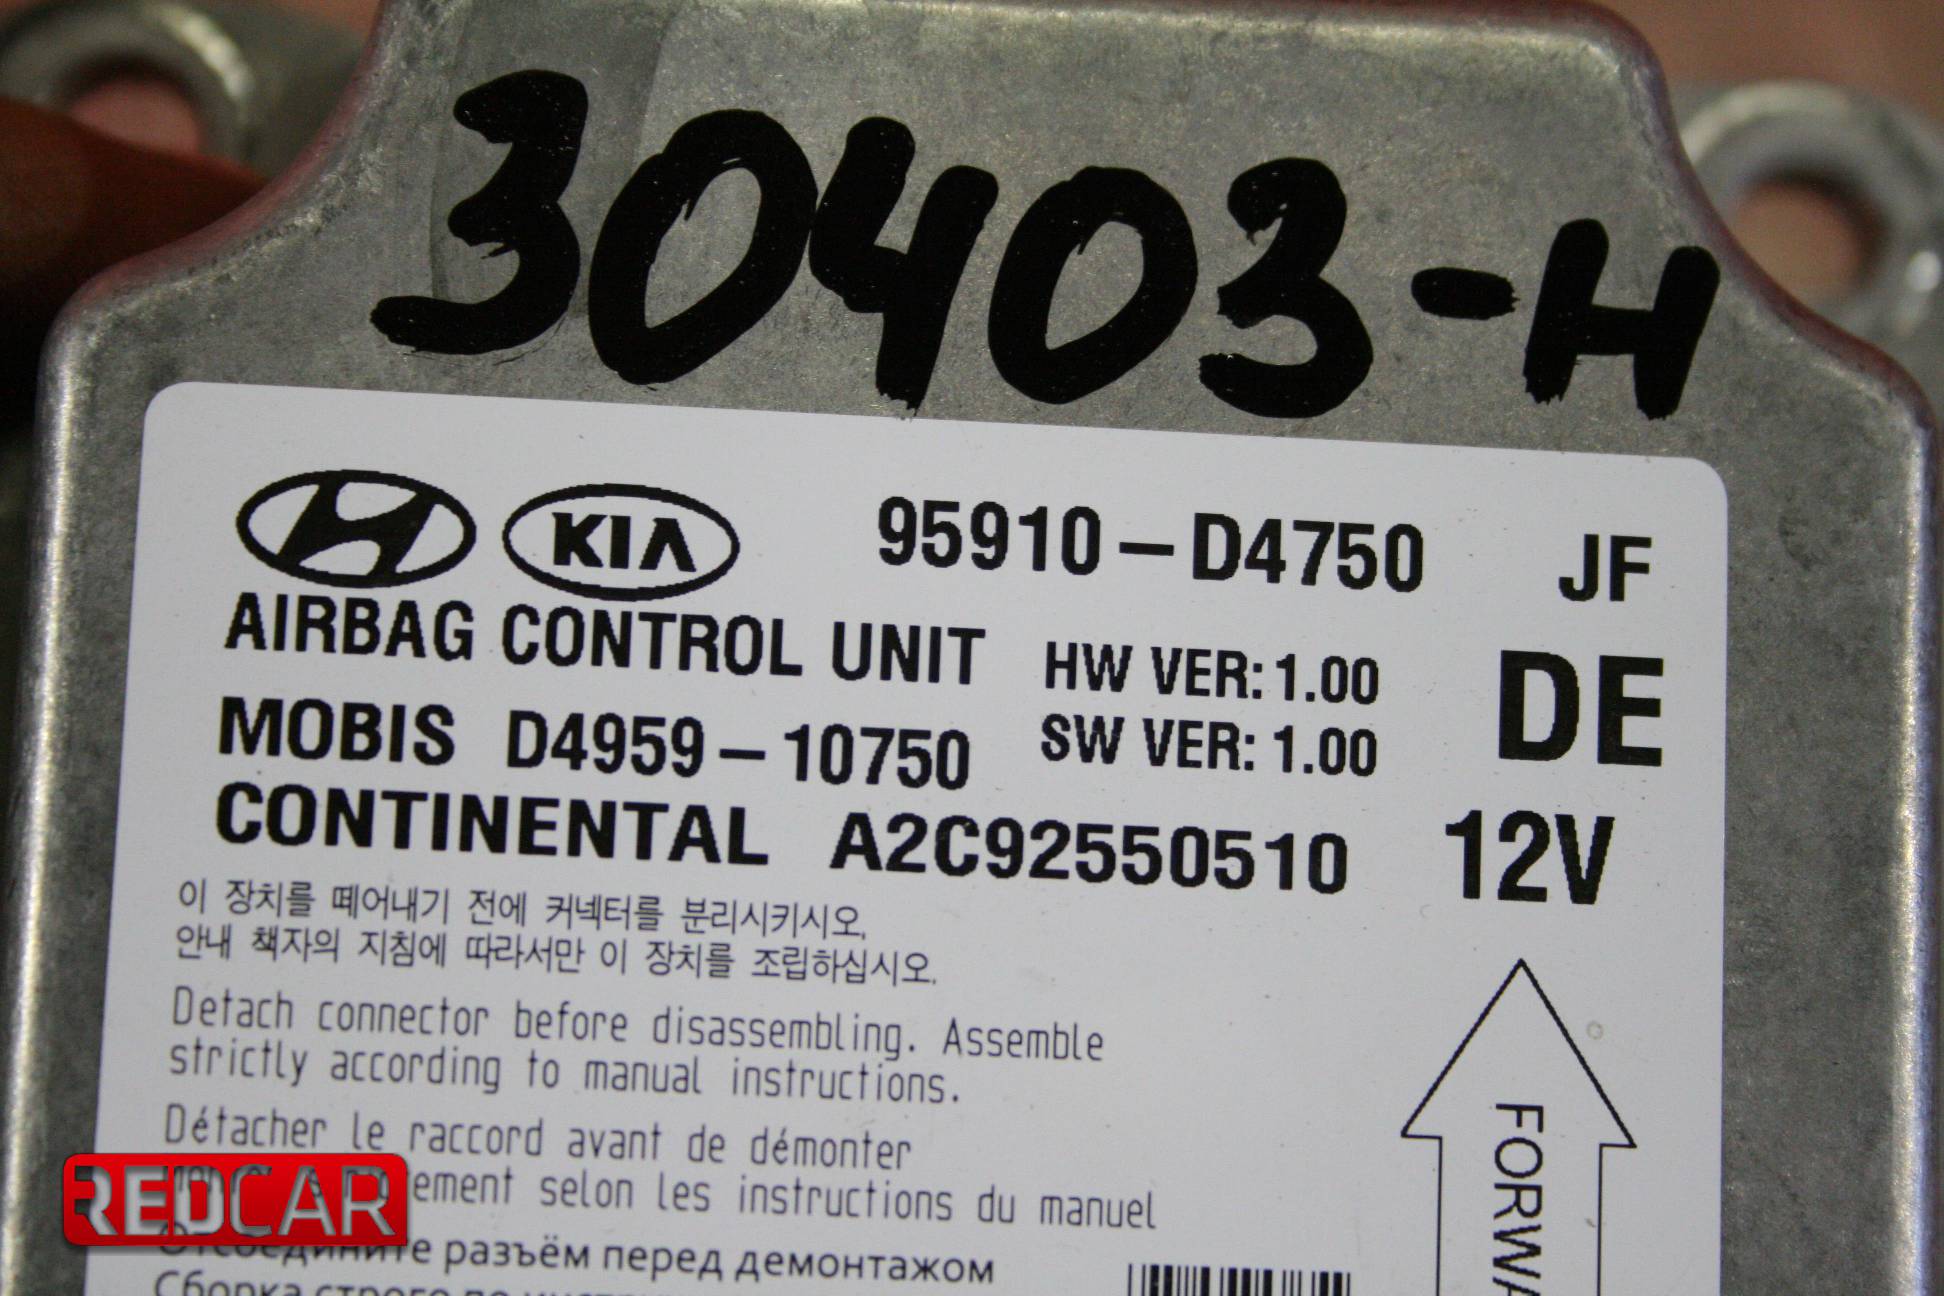 30403-H
KIA 95910-D4750 JF
AIRBAG CONTROL UNIT HW VER: 1.00 DE
MOBIS D4959-10750 SW VER: 1.00
CONTINENTAL A2C92550510 12V
이 장치를 떼어내기 전에 커넥터를 분리시키시오.
안내 책자의 지침에 따라서만 이 장치를 조립하십시오.
Detach connector before disassembling. Assemble
strictly according to manual instructions.
Détacher le raccord avant de démonter
selon les instructions du manuel
REDCAR
Отсоедините разъём перед демонтажом
Сборка строго по